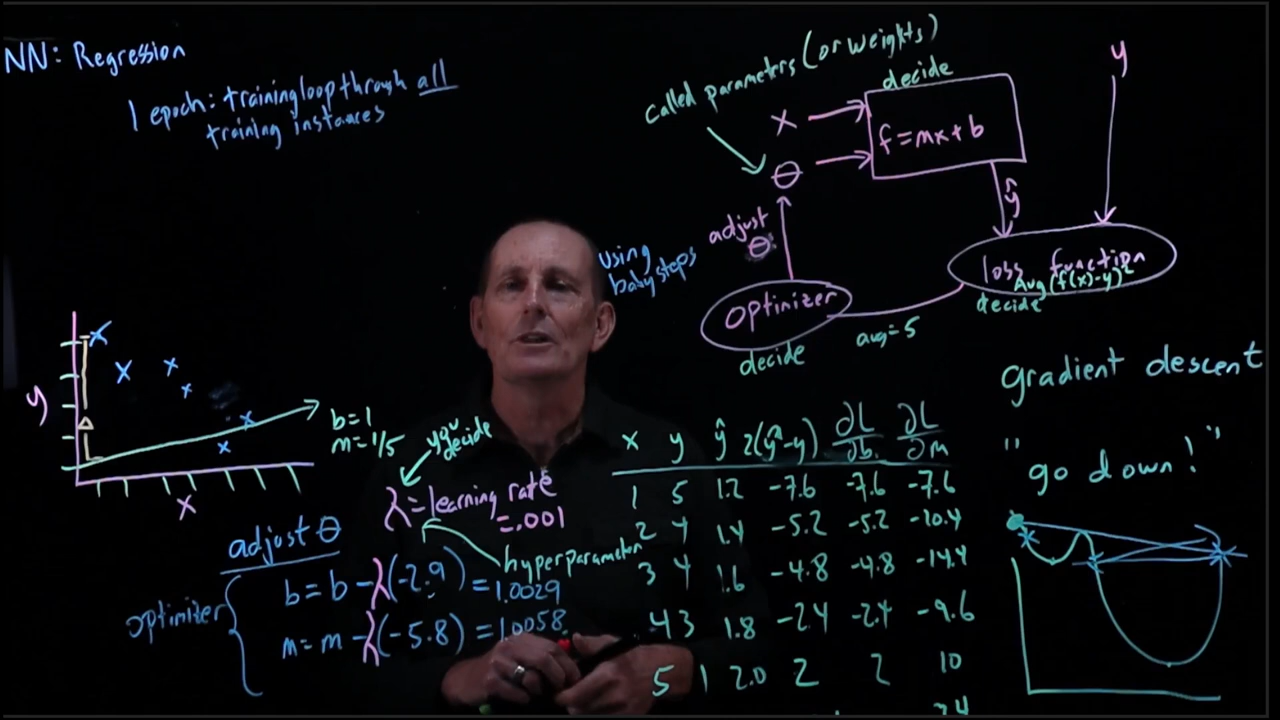 NN: Regression
1 epoch: training loop through all
training instances
called parameters (or weights)
decide
x
f = mx + b
θ
y
ŷ
adjust
θ
using
baby steps
optimizer
decide
avg = 5
loss function
Avg(f(x)-y)²
decide
gradient descent
"go down!"
y
x
b=1
m=1/5
you
decide
λ = learning rate
= .001
hyperparameter
adjust θ
optimizer
b = b - λ(-2.9) = 1.0029
m = m - λ(-5.8) = 1.0058
x y ŷ 2(ŷ-y) ∂L/∂b ∂L/∂m
1 5 1.2 -7.6 -7.6 -7.6
2 4 1.4 -5.2 -5.2 -10.4
3 4 1.6 -4.8 -4.8 -14.4
4 3 1.8 -2.4 -2.4 -9.6
5 1 2.0 2 2 10